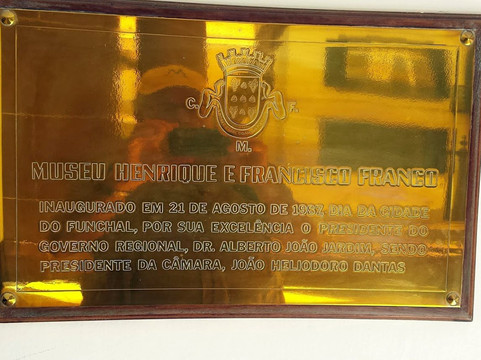 C. F.
M.
MUSEU HENRIQUE E FRANCISCO FRANCO
INAUGURADO EM 21 DE AGOSTO DE 1987, DIA DA CIDADE
DO FUNCHAL, POR SUA EXCELÊNCIA O PRESIDENTE DO
GOVERNO REGIONAL, DR. ALBERTO JOÃO JARDIM, SENDO
PRESIDENTE DA CÂMARA, JOÃO HELIODORO DANTAS